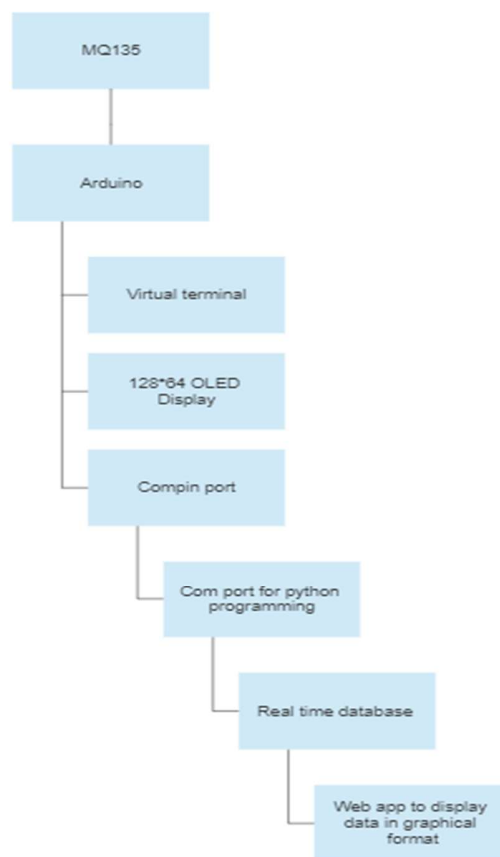 MQ135
Arduino
Virtual terminal
128*64 OLED
Display
Compin port
Com port for python
programming
Real time database
Web app to display
data in graphical
format